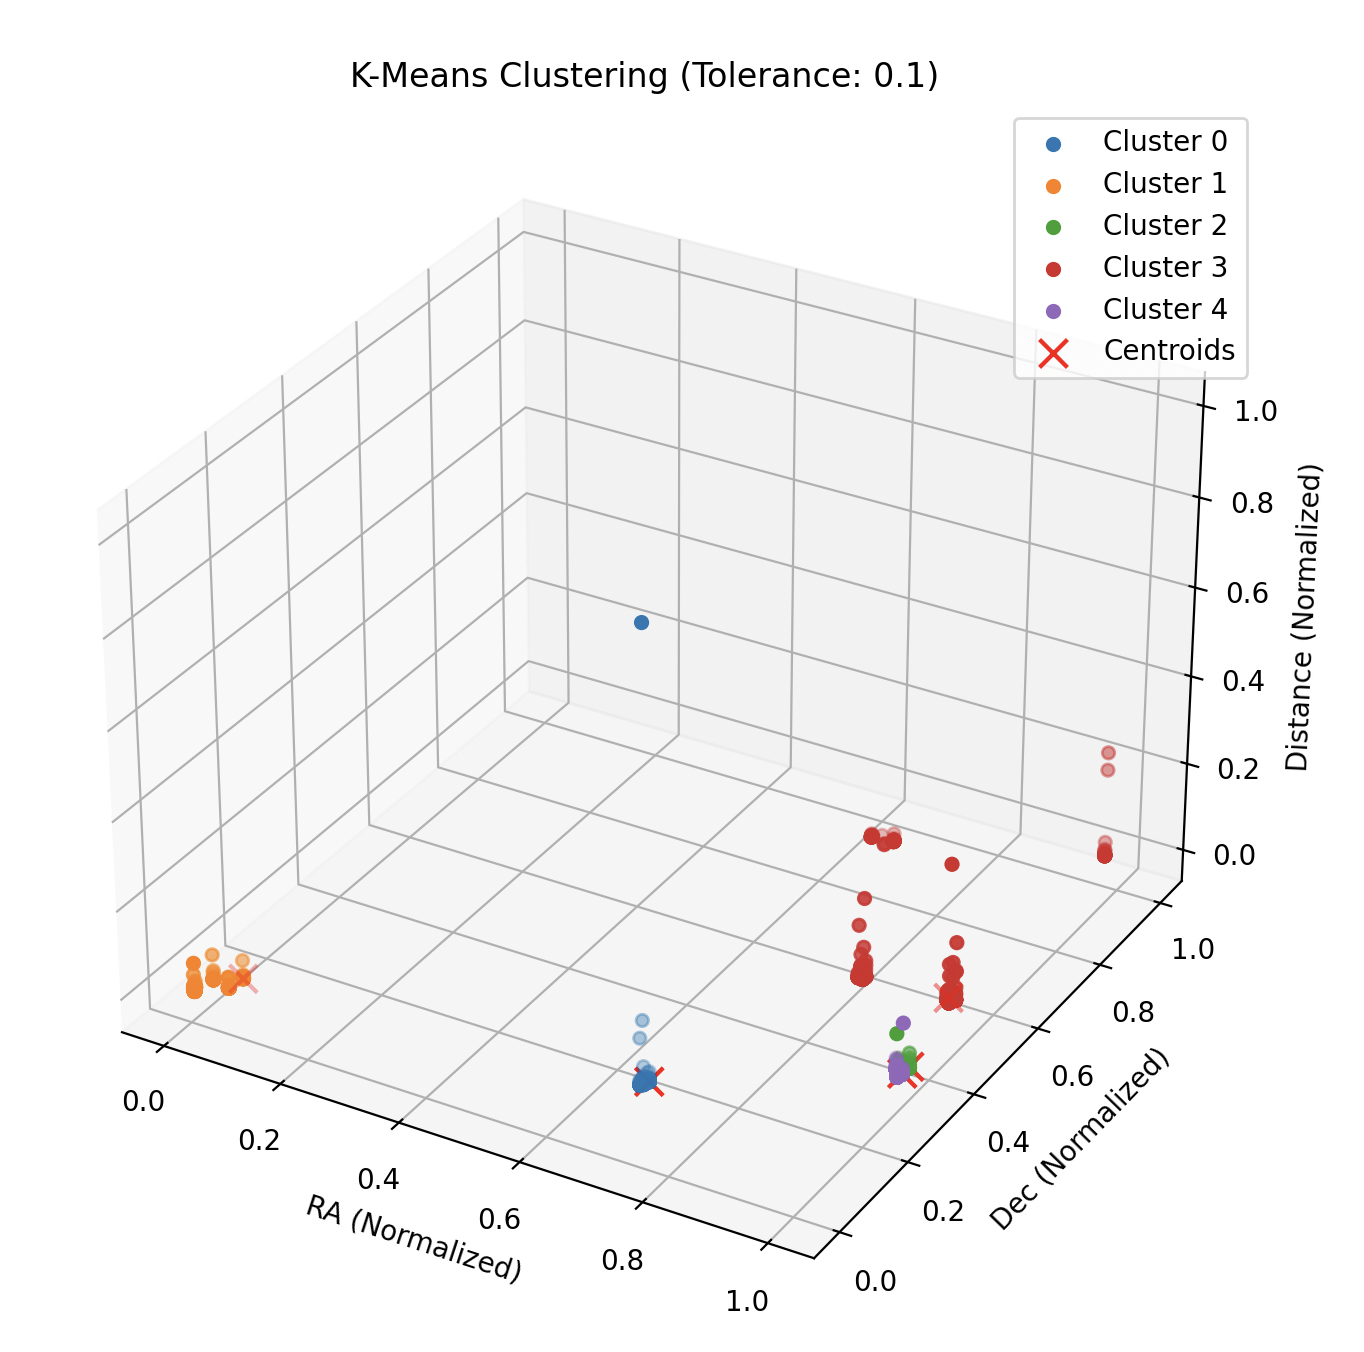 K-Means Clustering (Tolerance: 0.1)
Cluster 0
Cluster 1
Cluster 2
Cluster 3
Cluster 4
Centroids
1.0
0.8
0.6
0.4
0.2
0.0
Distance (Normalized)
1.0
0.8
0.6
0.4
0.2
0.0
Dec (Normalized)
0.0
0.2
0.4
0.6
0.8
1.0
RA (Normalized)